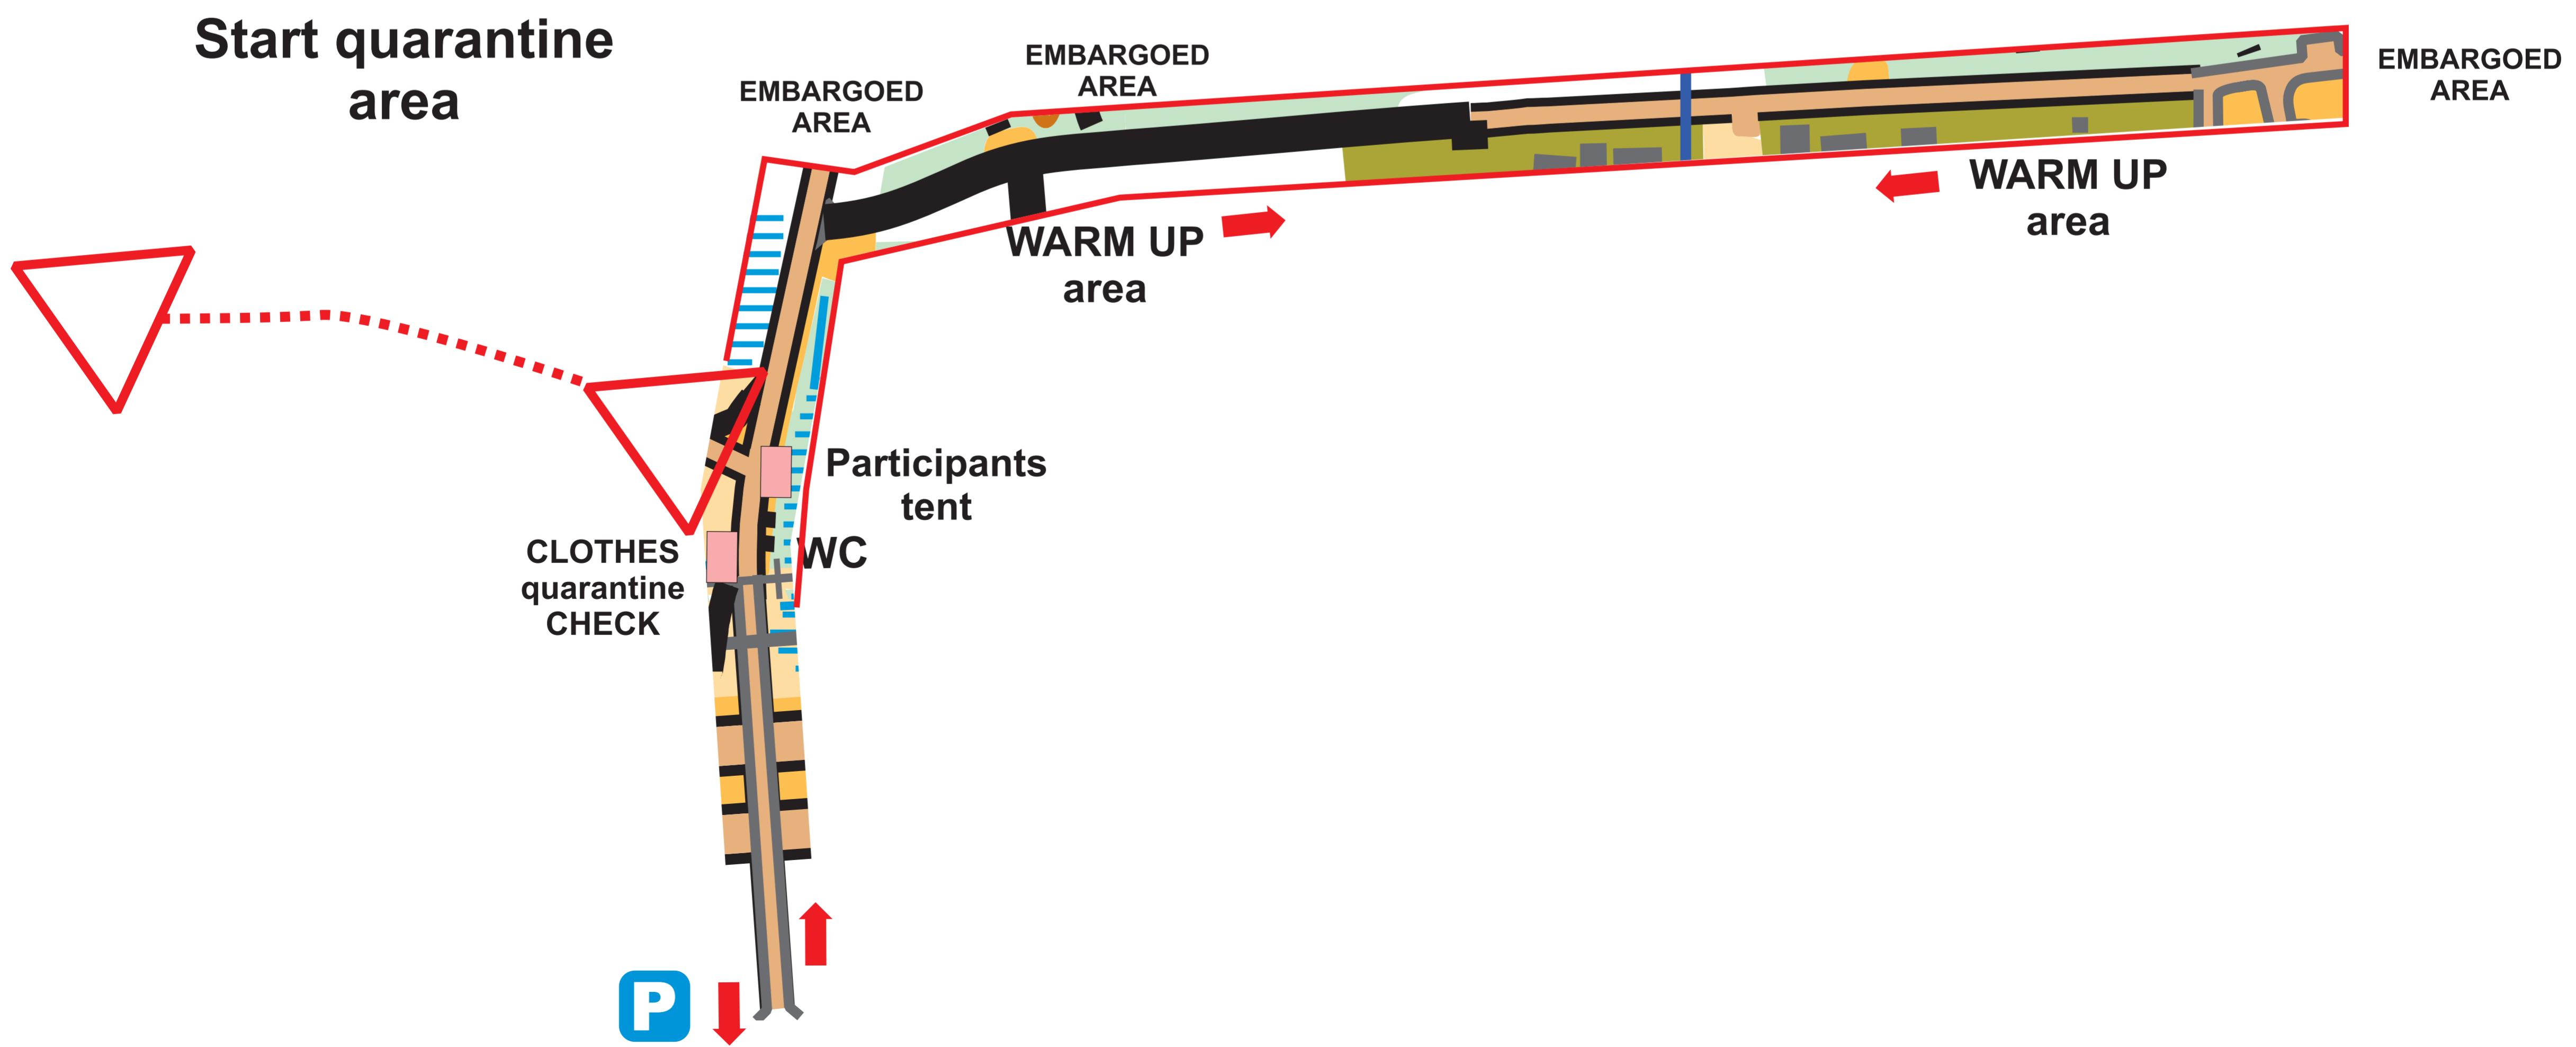 Start quarantine
area
EMBARGOED
AREA
EMBARGOED
AREA
EMBARGOED
AREA
WARM UP
area
WARM UP
area
Participants
tent
WC
CLOTHES
quarantine
CHECK
P